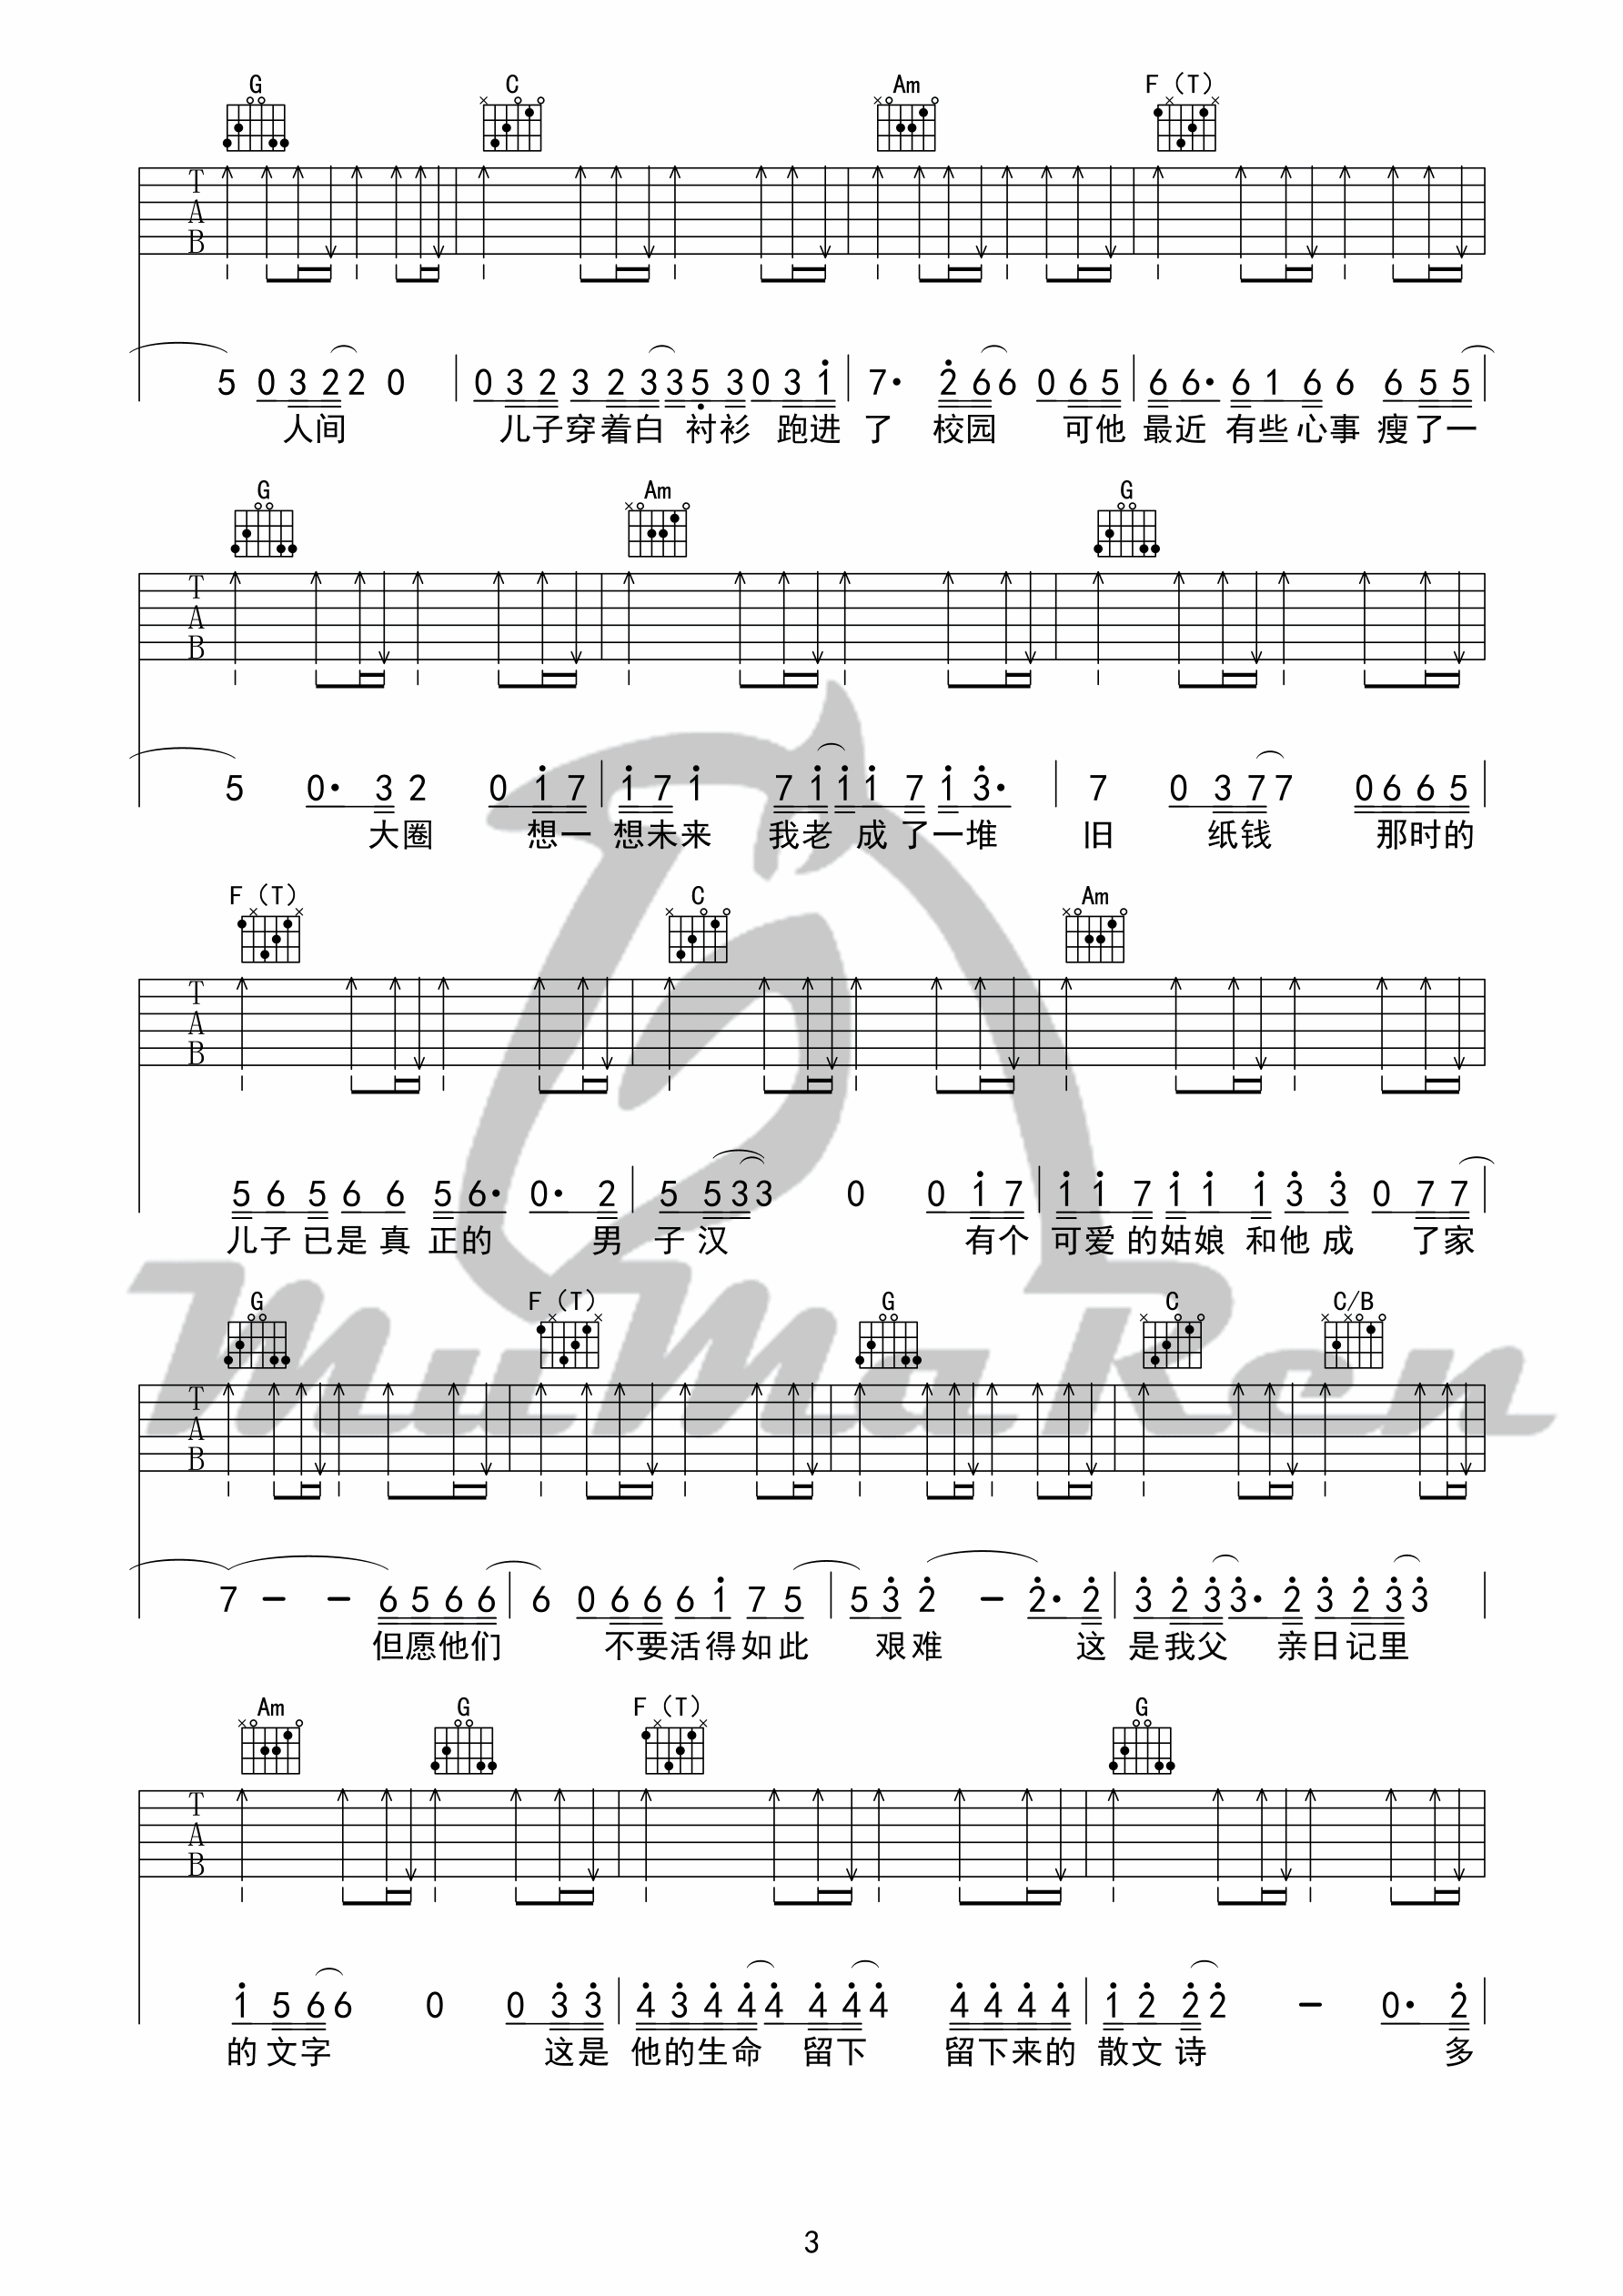 G C Am F（T）
T
A
B
5 0 3 2 2 0 0 3 2 3 2 3 3 5 3 0 3 1 7· 2 6 6 0 6 5 6 6· 6 1 6 6 6 5 5
人间 儿子穿着白 衬衫 跑进 了 校园 可他 最近 有些心事 瘦了一
G Am G
T
A
B
5 0· 3 2 0 1 7 1 7 1 7 1 1 1 7 1 3· 7 0 3 7 7 0 6 6 5
大圈 想一 想未来 我老 成了一堆 旧 纸钱 那时的
F（T） C Am
T
A
B
5 6 5 6 6 5 6· 0· 2 5 5 3 3 0 0 1 7 1 1 7 1 1 1 3 3 0 7 7
儿子已是真 正的 男 子汉 有个 可爱的姑娘 和他成 了家
G F（T） G C C/B
T
A
B
7 – – 6 5 6 6 6 0 6 6 6 1 7 5 5 3 2 – 2· 2 3 2 3 3· 2 3 2 3 3
但愿他们 不要活得如此 艰难 这 是我父 亲日记里
Am G F（T） G
T
A
B
1 5 6 6 0 0 3 3 4 3 4 4 4 4 4 4 4 4 4 4 1 2 2 2 – 0· 2
的文字 这是 他的生命 留下 留下来的 散文诗 多
MuMaRen
3